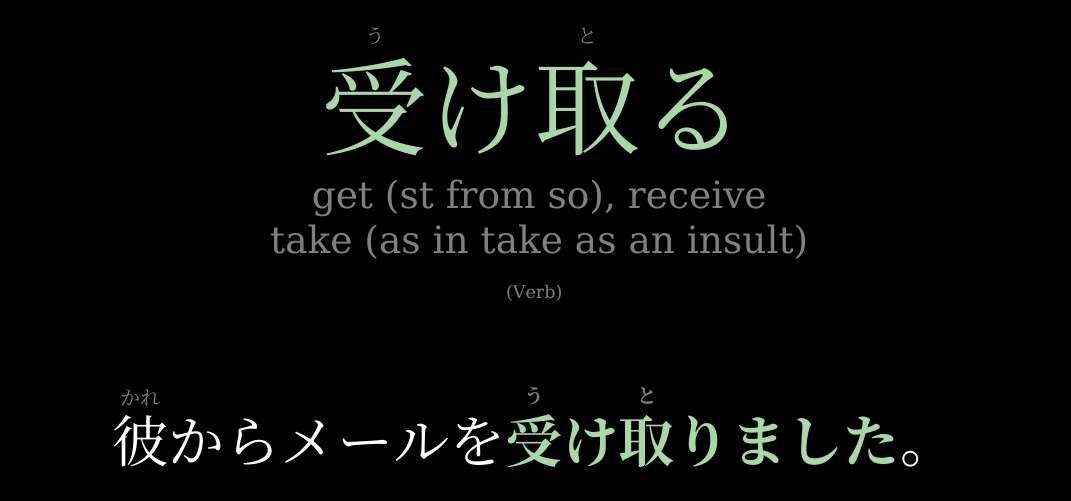 う と
受け取る
get (st from so), receive
take (as in take as an insult)
(Verb)
かれ う と
彼からメールを受け取りました。